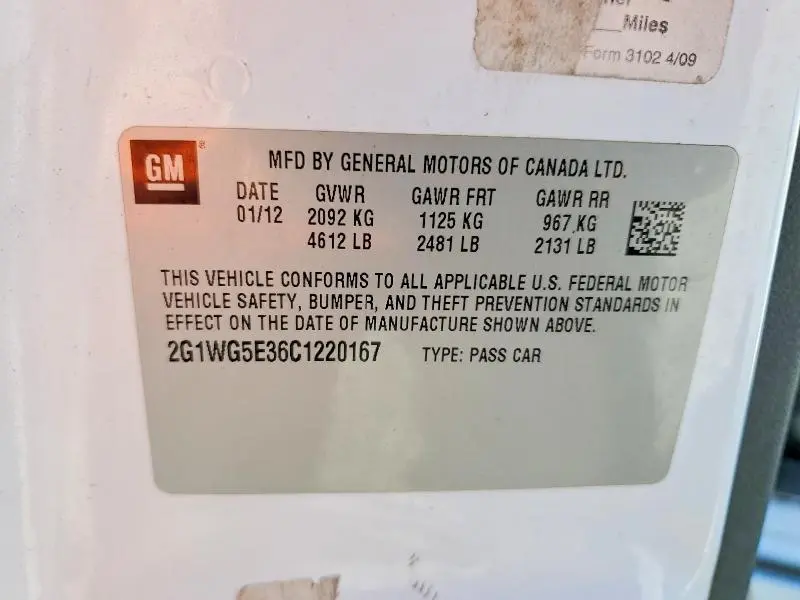 Miles
Form 3102 4/09
GM
®
MFD BY GENERAL MOTORS OF CANADA LTD.
DATE GVWR GAWR FRT GAWR RR
01/12 2092 KG 1125 KG 967 KG
4612 LB 2481 LB 2131 LB
THIS VEHICLE CONFORMS TO ALL APPLICABLE U.S. FEDERAL MOTOR
VEHICLE SAFETY, BUMPER, AND THEFT PREVENTION STANDARDS IN
EFFECT ON THE DATE OF MANUFACTURE SHOWN ABOVE.
2G1WG5E36C1220167 TYPE: PASS CAR